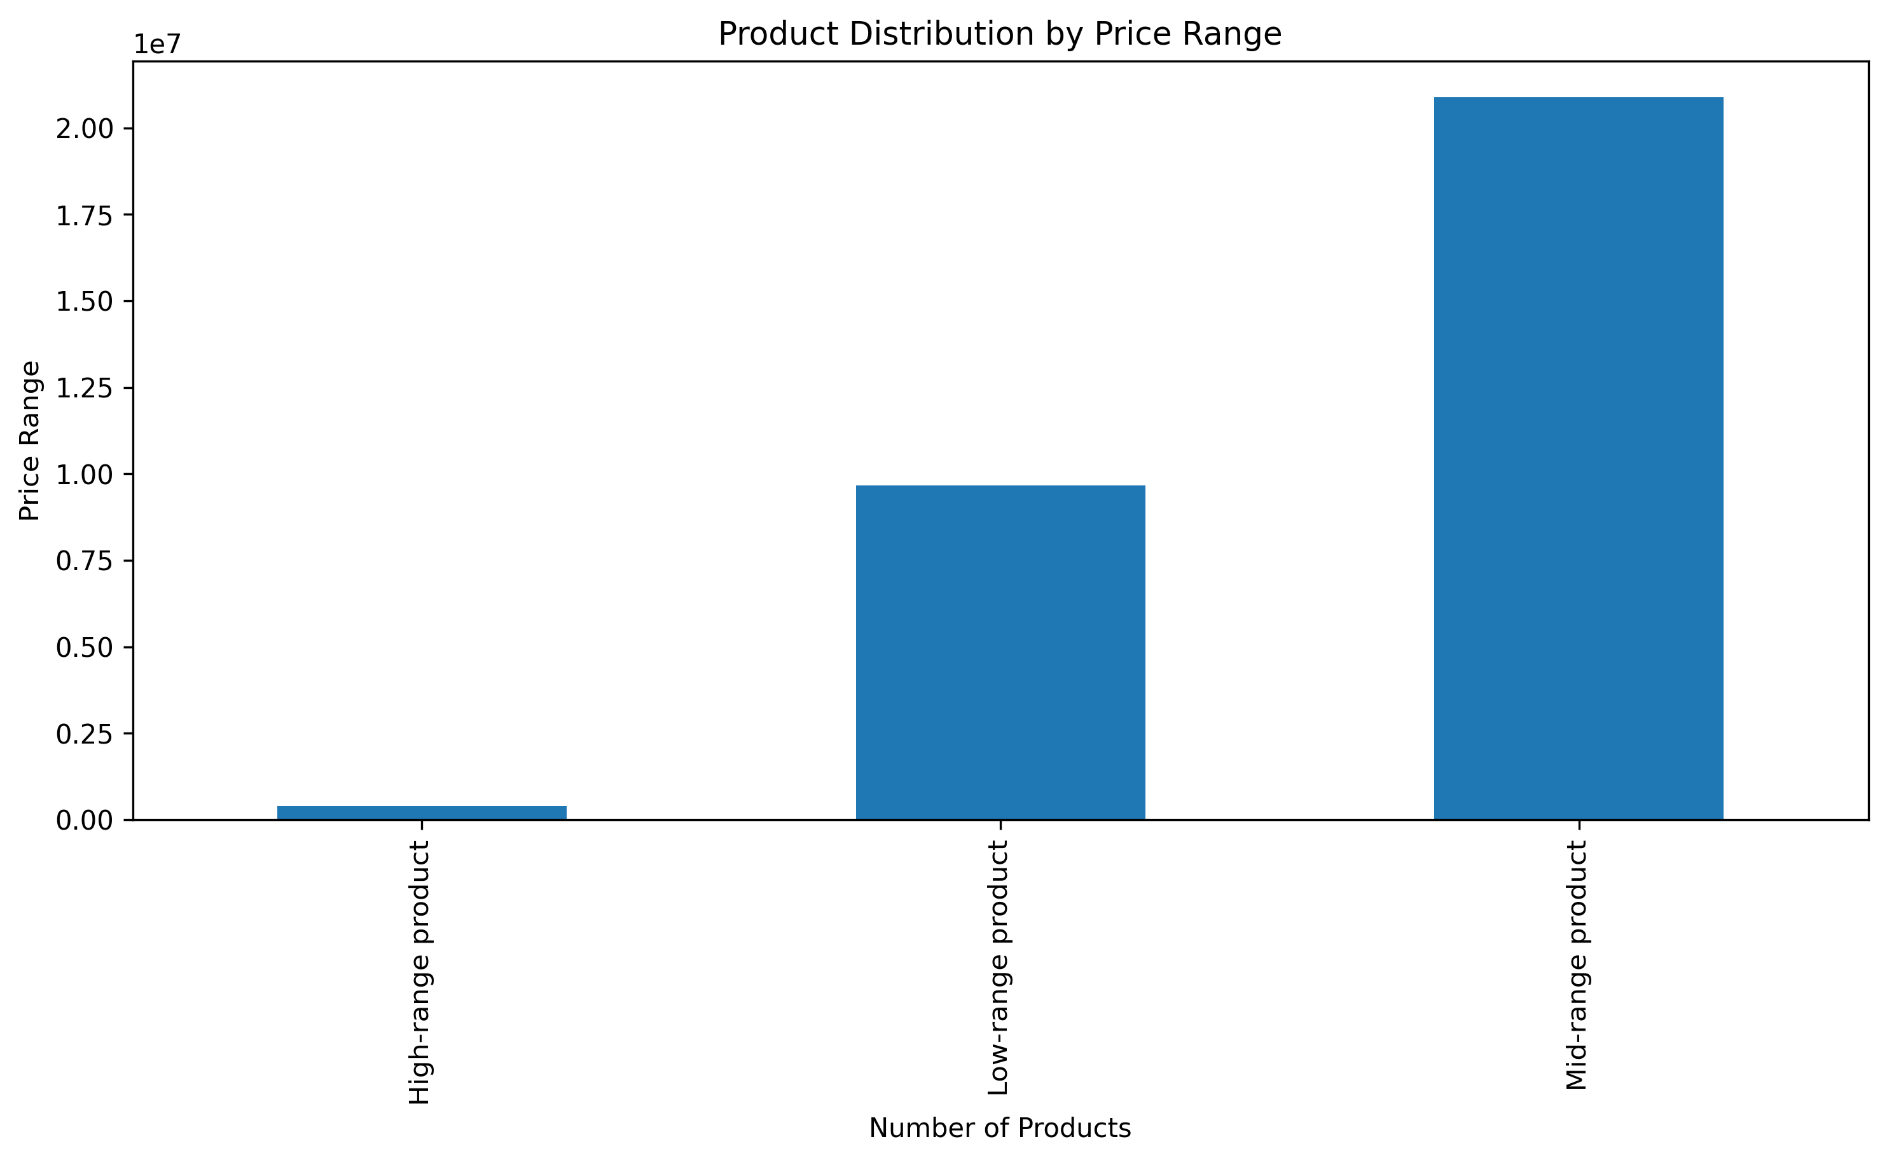 Product Distribution by Price Range
1e7
2.00
1.75
1.50
1.25
1.00
0.75
0.50
0.25
0.00
Price Range
High-range product
Low-range product
Mid-range product
Number of Products